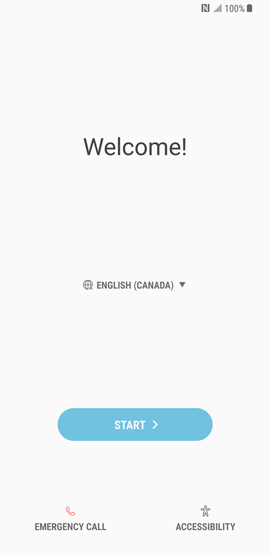 100%
Welcome!
ENGLISH (CANADA)
START
EMERGENCY CALL
ACCESSIBILITY